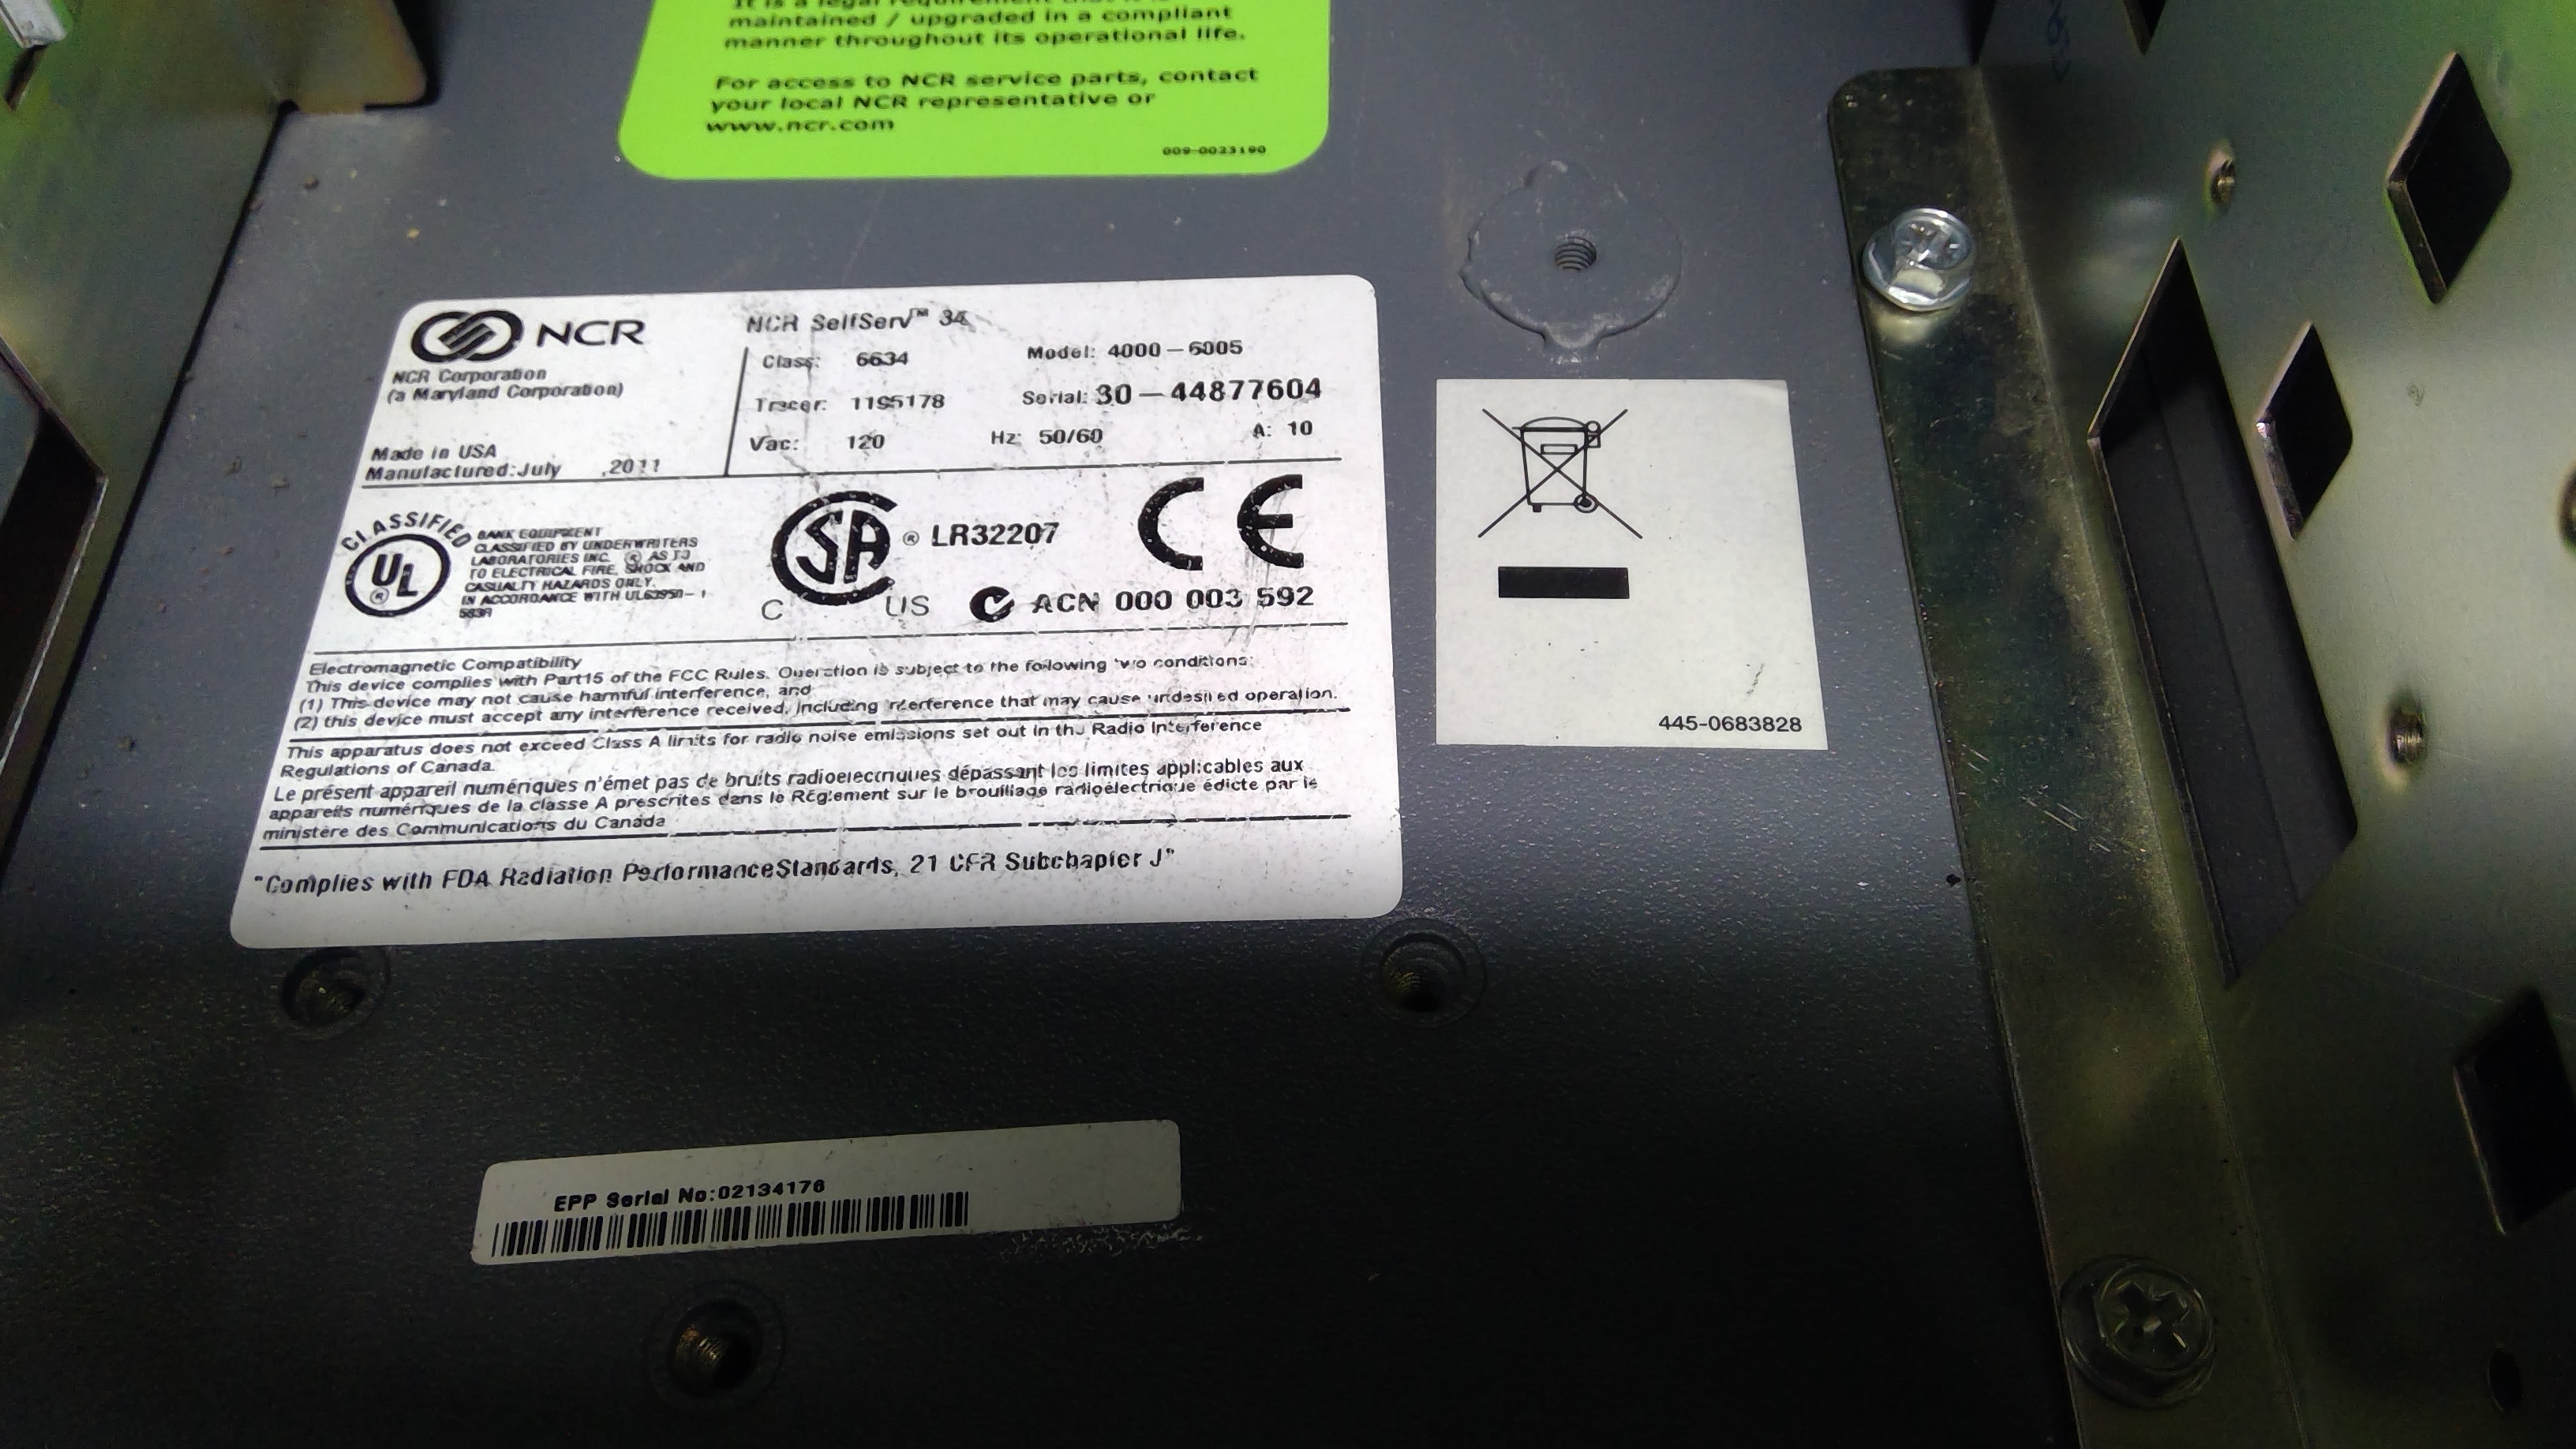 maintained / upgraded in a compliant
manner throughout its operational life.
For access to NCR service parts, contact
your local NCR representative or
www.ncr.com
009-0023190
NCR
NCR Corporation
(a Maryland Corporation)
Made in USA
Manufactured: July , 2011
NCR SelfServ™ 34
Class: 6634 Model: 4000-6005
Tracer: 11S5178 Serial: 30-44877604
Vac: 120 Hz: 50/60 A: 10
CLASSIFIED
UL®
BANK EQUIPMENT
CLASSIFIED BY UNDERWRITERS
LABORATORIES INC. ® AS TO
TO ELECTRICAL FIRE, SHOCK AND
CASUALTY HAZARDS ONLY.
IN ACCORDANCE WITH
SA ® LR32207
C US
CE
ACN 000 003 592
Electromagnetic Compatibility
This device complies with Part15 of the FCC Rules. Operation is subject to the following two conditions:
(1) This device may not cause harmful interference, and
(2) this device must accept any interference received, including interference that may cause undesired operation.
This apparatus does not exceed Class A limits for radio noise emissions set out in the Radio Interference
Regulations of Canada.
Le présent appareil numériques n'émet pas de bruits radioelectriques dépassant les limites applicables aux
appareils numériques de la classe A prescrites dans le Règlement sur le brouillage radioélectrique édicte par le
ministère des Communications du Canada
"Complies with FDA Radiation PerformanceStandards, 21 CFR Subchapter J"
445-0683828
EPP Serial No:02134176